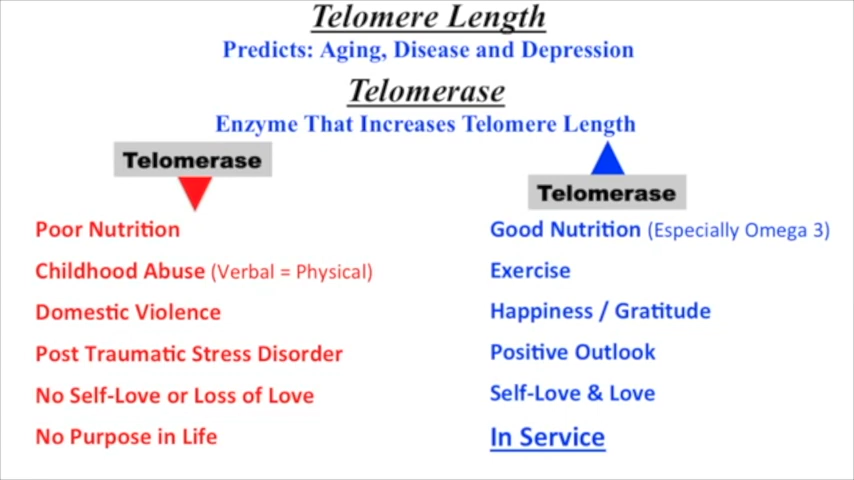 Telomere Length
Predicts: Aging, Disease and Depression
Telomerase
Enzyme That Increases Telomere Length
Telomerase
Poor Nutrition
Childhood Abuse (Verbal = Physical)
Domestic Violence
Post Traumatic Stress Disorder
No Self-Love or Loss of Love
No Purpose in Life
Telomerase
Good Nutrition (Especially Omega 3)
Exercise
Happiness / Gratitude
Positive Outlook
Self-Love & Love
In Service